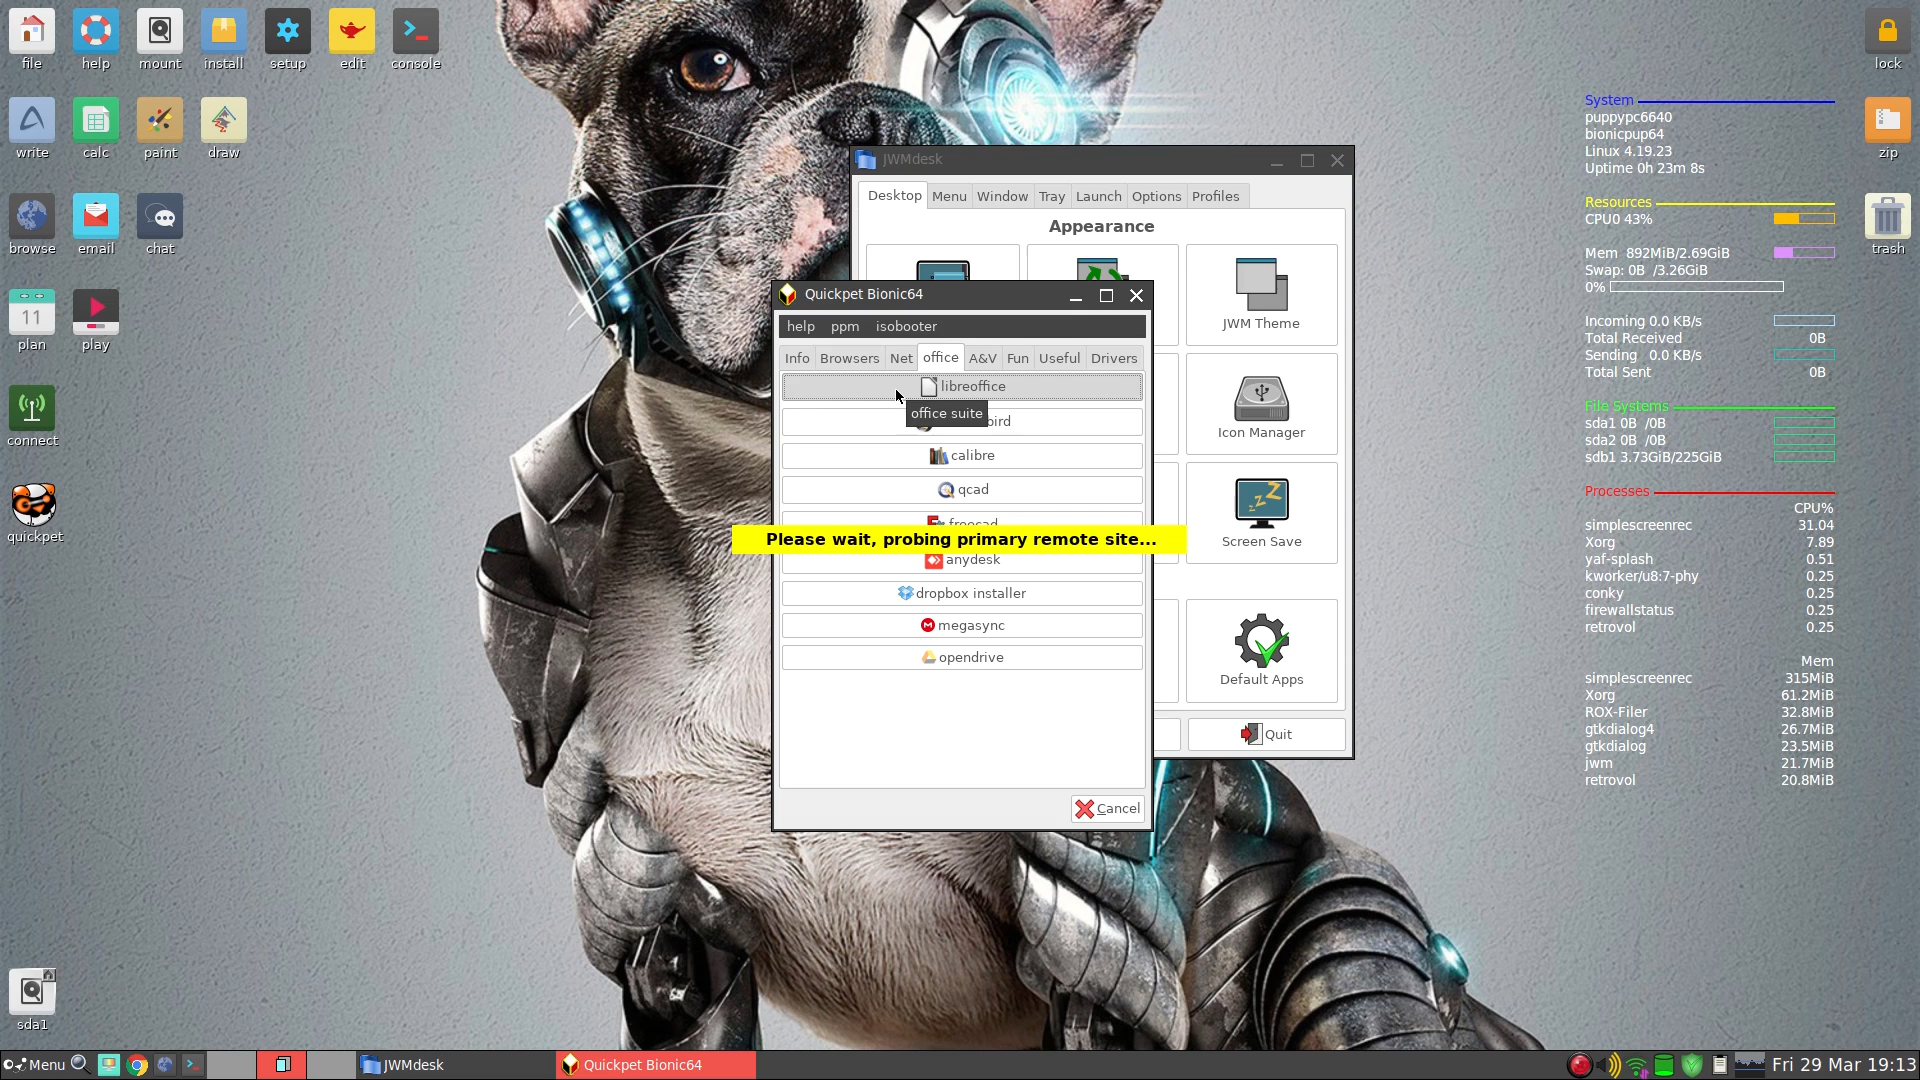 file
help
mount
install
setup
edit
console
lock
write
calc
paint
draw
zip
browse
email
chat
trash
plan
11
play
connect
quickpet
sda1
JWMdesk
Desktop
Menu
Window
Tray
Launch
Options
Profiles
Appearance
JWM Theme
Icon Manager
Screen Save
Default Apps
Quit
Quickpet Bionic64
help
ppm
isobooter
Info
Browsers
Net
office
A&V
Fun
Useful
Drivers
libreoffice
office suite
bird
calibre
qcad
freecad
Please wait, probing primary remote site...
anydesk
dropbox installer
megasync
opendrive
Cancel
System
puppypc6640
bionicpup64
Linux 4.19.23
Uptime 0h 23m 8s
Resources
CPU0 43%
Mem 892MiB/2.69GiB
Swap: 0B /3.26GiB
0%
Incoming 0.0 KB/s
Total Received 0B
Sending 0.0 KB/s
Total Sent 0B
File Systems
sda1 0B /0B
sda2 0B /0B
sdb1 3.73GiB/225GiB
Processes
CPU%
simplescreenrec 31.04
Xorg 7.89
yaf-splash 0.51
kworker/u8:7-phy 0.25
conky 0.25
firewallstatus 0.25
retrovol 0.25
Mem
simplescreenrec 315MiB
Xorg 61.2MiB
ROX-Filer 32.8MiB
gtkdialog4 26.7MiB
gtkdialog 23.5MiB
jwm 21.7MiB
retrovol 20.8MiB
Menu
JWMdesk
Quickpet Bionic64
Fri 29 Mar 19:13